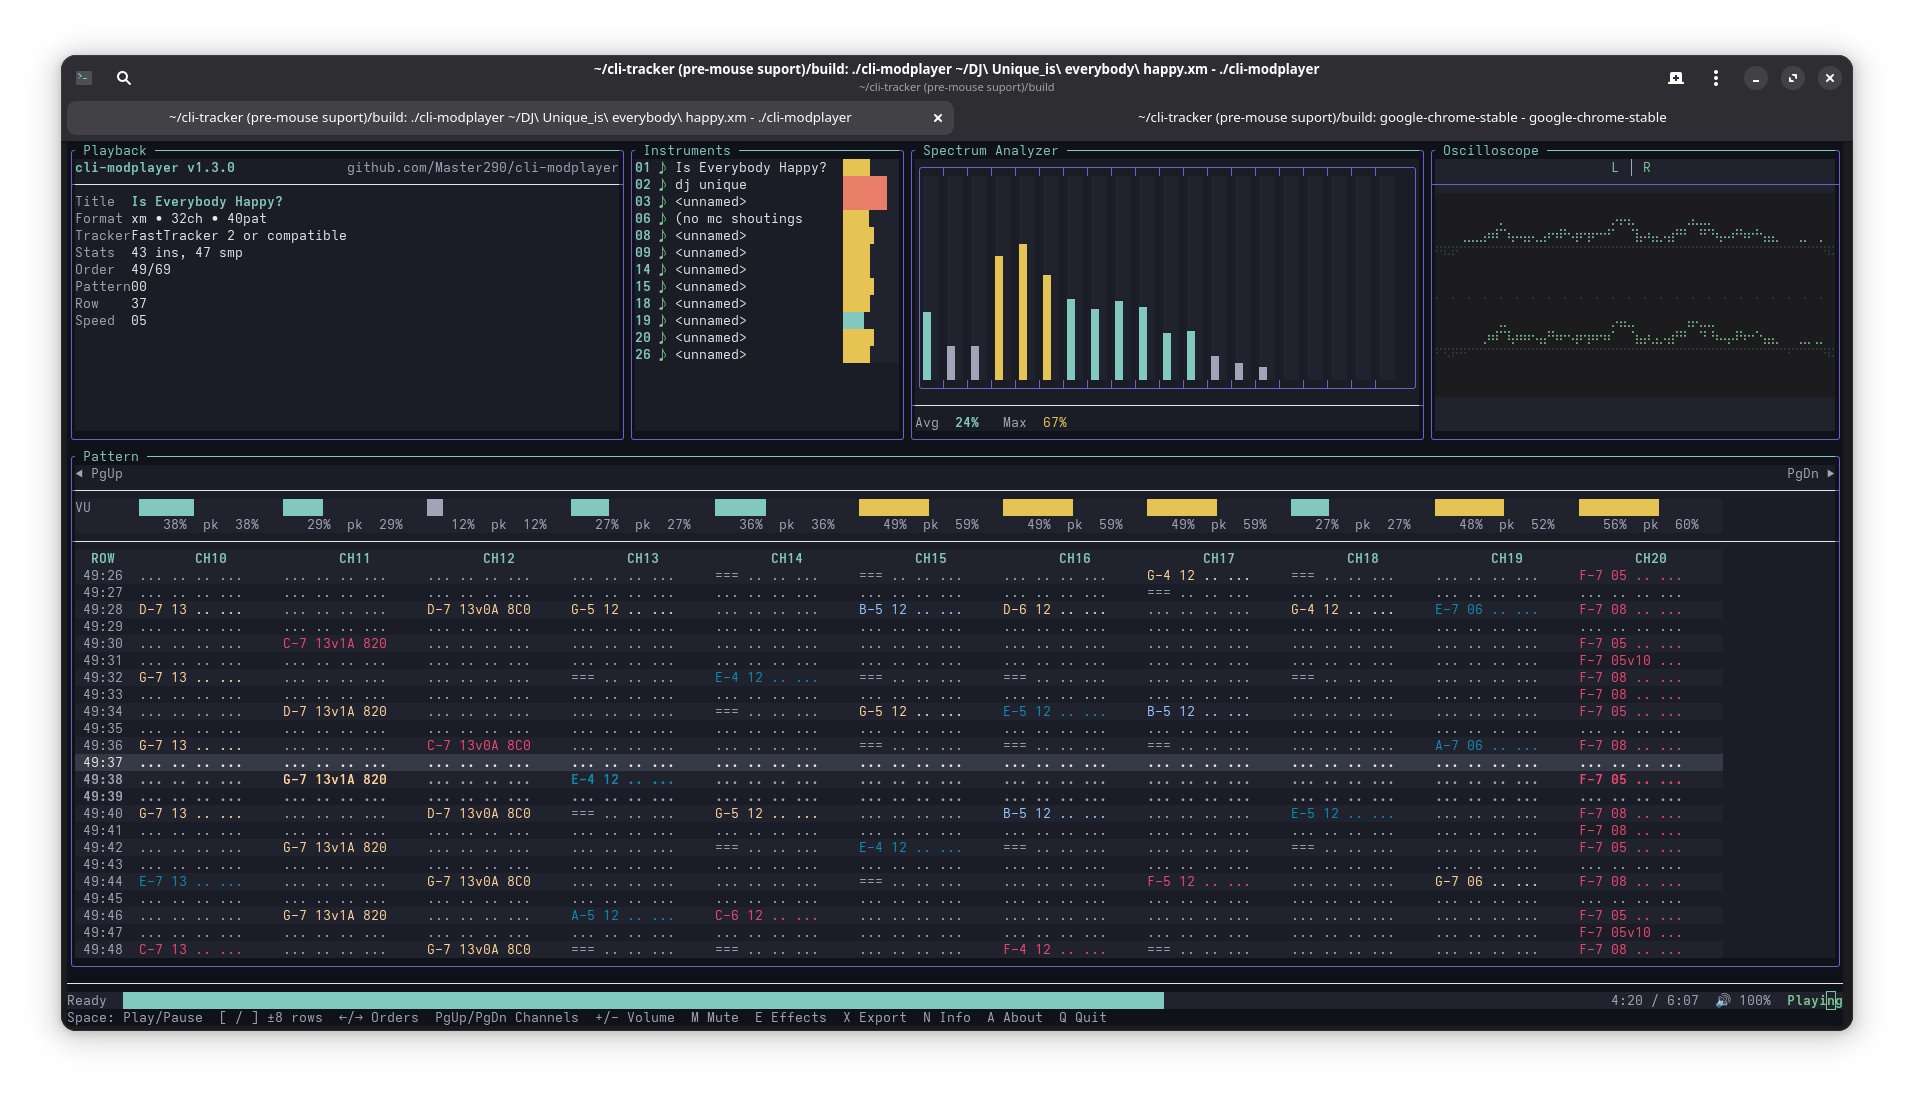 ~/cli-tracker (pre-mouse suport)/build: ./cli-modplayer ~/DJ\ Unique_is\ everybody\ happy.xm - ./cli-modplayer
~/cli-tracker (pre-mouse suport)/build
~/cli-tracker (pre-mouse suport)/build: ./cli-modplayer ~/DJ\ Unique_is\ everybody\ happy.xm - ./cli-modplayer
~/cli-tracker (pre-mouse suport)/build: google-chrome-stable - google-chrome-stable
Playback
cli-modplayer v1.3.0 github.com/Master290/cli-modplayer
Title Is Everybody Happy?
Format xm • 32ch • 40pat
TrackerFastTracker 2 or compatible
Stats 43 ins, 47 smp
Order 49/69
Pattern00
Row 37
Speed 05
Instruments
01 ♪ Is Everybody Happy?
02 ♪ dj unique
03 ♪ <unnamed>
06 ♪ (no mc shoutings
08 ♪ <unnamed>
09 ♪ <unnamed>
14 ♪ <unnamed>
15 ♪ <unnamed>
18 ♪ <unnamed>
19 ♪ <unnamed>
20 ♪ <unnamed>
26 ♪ <unnamed>
Spectrum Analyzer
Avg 24% Max 67%
Oscilloscope
L │ R
Pattern
◄ PgUp PgDn ►
VU
38% pk 38% 29% pk 29% 12% pk 12% 27% pk 27% 36% pk 36% 49% pk 59% 49% pk 59% 49% pk 59% 27% pk 27% 48% pk 52% 56% pk 60%
ROW CH10 CH11 CH12 CH13 CH14 CH15 CH16 CH17 CH18 CH19 CH20
49:26 ... .. .. ... ... .. .. ... ... .. .. ... ... .. .. ... === .. .. ... === .. .. ... ... .. .. ... G-4 12 .. ... === .. .. ... ... .. .. ... F-7 05 .. ...
49:27 ... .. .. ... ... .. .. ... ... .. .. ... ... .. .. ... ... .. .. ... ... .. .. ... ... .. .. ... === .. .. ... ... .. .. ... ... .. .. ... ... .. .. ...
49:28 D-7 13 .. ... ... .. .. ... D-7 13v0A 8C0 G-5 12 .. ... ... .. .. ... B-5 12 .. ... D-6 12 .. ... ... .. .. ... G-4 12 .. ... E-7 06 .. ... F-7 08 .. ...
49:29 ... .. .. ... ... .. .. ... ... .. .. ... ... .. .. ... ... .. .. ... ... .. .. ... ... .. .. ... ... .. .. ... ... .. .. ... ... .. .. ... ... .. .. ...
49:30 ... .. .. ... C-7 13v1A 820 ... .. .. ... ... .. .. ... ... .. .. ... ... .. .. ... ... .. .. ... ... .. .. ... ... .. .. ... ... .. .. ... F-7 05 .. ...
49:31 ... .. .. ... ... .. .. ... ... .. .. ... ... .. .. ... ... .. .. ... ... .. .. ... ... .. .. ... ... .. .. ... ... .. .. ... ... .. .. ... F-7 05v10 ...
49:32 G-7 13 .. ... ... .. .. ... ... .. .. ... === .. .. ... E-4 12 .. ... === .. .. ... === .. .. ... ... .. .. ... === .. .. ... ... .. .. ... F-7 08 .. ...
49:33 ... .. .. ... ... .. .. ... ... .. .. ... ... .. .. ... ... .. .. ... ... .. .. ... ... .. .. ... ... .. .. ... ... .. .. ... ... .. .. ... F-7 08 .. ...
49:34 ... .. .. ... D-7 13v1A 820 ... .. .. ... ... .. .. ... === .. .. ... G-5 12 .. ... E-5 12 .. ... B-5 12 .. ... ... .. .. ... ... .. .. ... F-7 05 .. ...
49:35 ... .. .. ... ... .. .. ... ... .. .. ... ... .. .. ... ... .. .. ... ... .. .. ... ... .. .. ... ... .. .. ... ... .. .. ... ... .. .. ... ... .. .. ...
49:36 G-7 13 .. ... ... .. .. ... C-7 13v0A 8C0 ... .. .. ... ... .. .. ... === .. .. ... === .. .. ... === .. .. ... ... .. .. ... A-7 06 .. ... F-7 08 .. ...
49:37 ... .. .. ... ... .. .. ... ... .. .. ... ... .. .. ... ... .. .. ... ... .. .. ... ... .. .. ... ... .. .. ... ... .. .. ... ... .. .. ... ... .. .. ...
49:38 ... .. .. ... G-7 13v1A 820 ... .. .. ... E-4 12 .. ... ... .. .. ... ... .. .. ... ... .. .. ... ... .. .. ... ... .. .. ... ... .. .. ... F-7 05 .. ...
49:39 ... .. .. ... ... .. .. ... ... .. .. ... ... .. .. ... ... .. .. ... ... .. .. ... ... .. .. ... ... .. .. ... ... .. .. ... ... .. .. ... ... .. .. ...
49:40 G-7 13 .. ... ... .. .. ... D-7 13v0A 8C0 === .. .. ... G-5 12 .. ... ... .. .. ... B-5 12 .. ... ... .. .. ... E-5 12 .. ... ... .. .. ... F-7 08 .. ...
49:41 ... .. .. ... ... .. .. ... ... .. .. ... ... .. .. ... ... .. .. ... ... .. .. ... ... .. .. ... ... .. .. ... ... .. .. ... ... .. .. ... F-7 08 .. ...
49:42 ... .. .. ... G-7 13v1A 820 ... .. .. ... ... .. .. ... === .. .. ... E-4 12 .. ... === .. .. ... ... .. .. ... === .. .. ... ... .. .. ... F-7 05 .. ...
49:43 ... .. .. ... ... .. .. ... ... .. .. ... ... .. .. ... ... .. .. ... ... .. .. ... ... .. .. ... ... .. .. ... ... .. .. ... ... .. .. ... ... .. .. ...
49:44 E-7 13 .. ... ... .. .. ... G-7 13v0A 8C0 ... .. .. ... ... .. .. ... === .. .. ... ... .. .. ... F-5 12 .. ... ... .. .. ... G-7 06 .. ... F-7 08 .. ...
49:45 ... .. .. ... ... .. .. ... ... .. .. ... ... .. .. ... ... .. .. ... ... .. .. ... ... .. .. ... ... .. .. ... ... .. .. ... ... .. .. ... ... .. .. ...
49:46 ... .. .. ... G-7 13v1A 820 ... .. .. ... A-5 12 .. ... C-6 12 .. ... ... .. .. ... ... .. .. ... ... .. .. ... ... .. .. ... ... .. .. ... F-7 05 .. ...
49:47 ... .. .. ... ... .. .. ... ... .. .. ... ... .. .. ... ... .. .. ... ... .. .. ... ... .. .. ... ... .. .. ... ... .. .. ... ... .. .. ... F-7 05v10 ...
49:48 C-7 13 .. ... ... .. .. ... G-7 13v0A 8C0 === .. .. ... === .. .. ... ... .. .. ... F-4 12 .. ... === .. .. ... ... .. .. ... ... .. .. ... F-7 08 .. ...
Ready 4:20 / 6:07 🔊 100% Playing
Space: Play/Pause [ / ] ±8 rows ←/→ Orders PgUp/PgDn Channels +/- Volume M Mute E Effects X Export N Info A About Q Quit